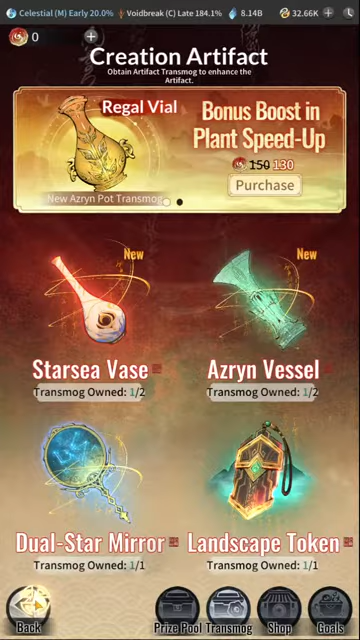 Celestial (M) Early 20.0%
Voidbreak (C) Late 184.1%
8.14B
32.66K
0
Creation Artifact
Obtain Artifact Transmog to enhance the
Artifact.
Regal Vial
Bonus Boost in
Plant Speed-Up
150 130
Purchase
New Azryn Pot Transmog
New
New
Starsea Vase
Azryn Vessel
Transmog Owned: 1/2
Transmog Owned: 1/2
Dual-Star Mirror
Landscape Token
Transmog Owned: 1/1
Transmog Owned: 1/1
Back
Prize Pool
Transmog
Shop
Goals